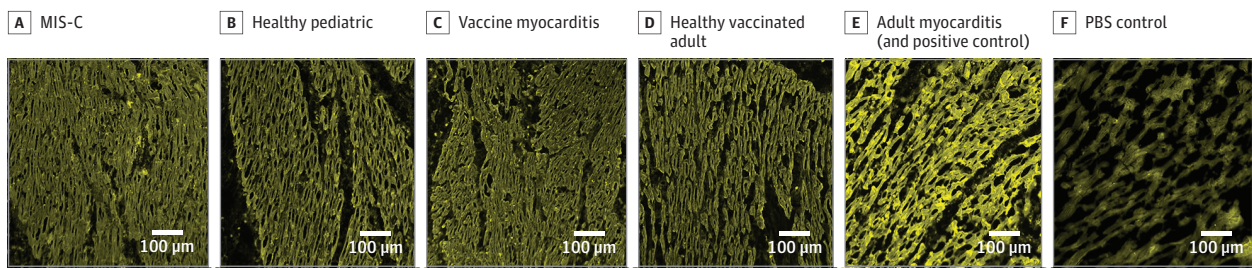 A MIS-C
B Healthy pediatric
C Vaccine myocarditis
D Healthy vaccinated
adult
E Adult myocarditis
(and positive control)
F PBS control
100 µm
100 µm
100 µm
100 µm
100 µm
100 µm